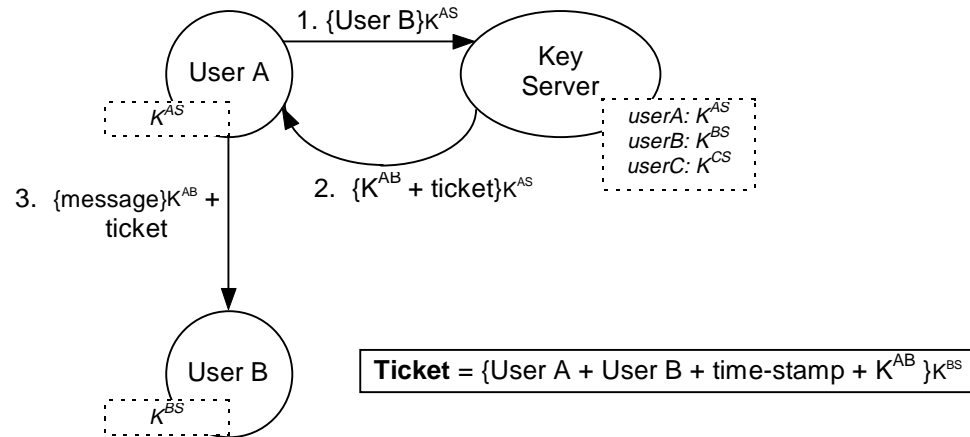 1. {User B}K^AS
User A
Key
Server
K^AS
userA: K^AS
userB: K^BS
userC: K^CS
2. {K^AB + ticket}K^AS
3. {message}K^AB +
ticket
User B
K^BS
Ticket = {User A + User B + time-stamp + K^AB }K^BS